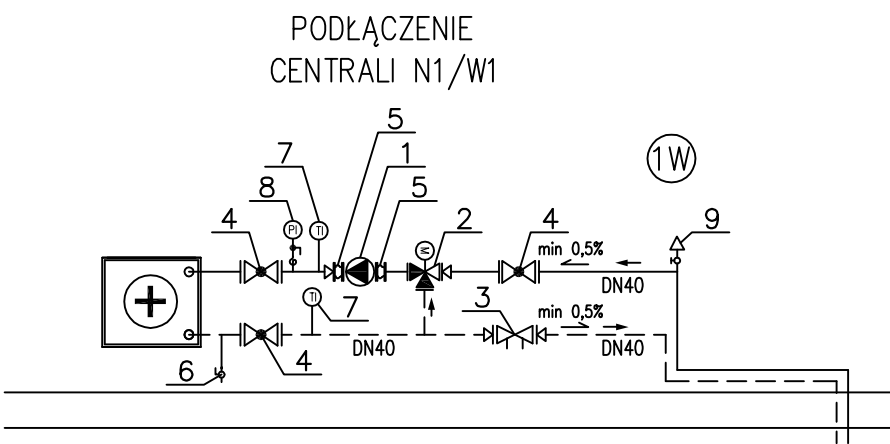 PODŁĄCZENIE
CENTRALI N1/W1
5
7
1
1W
8
5
4
2
4
9
PI
TI
M
min 0,5%
DN40
TI
7
3
min 0,5%
DN40
DN40
6
4